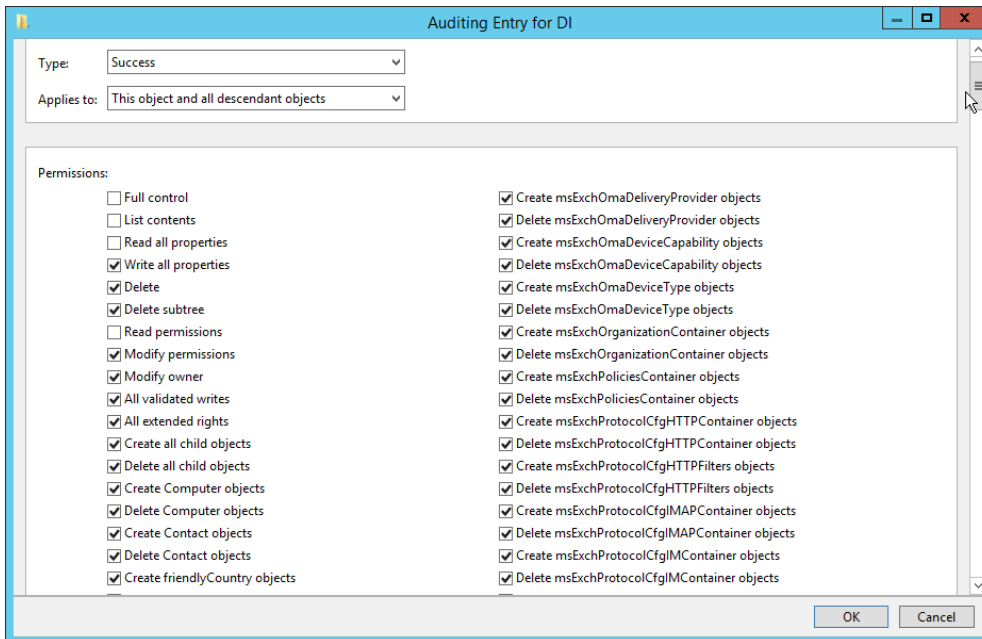 Auditing Entry for DI
Type: Success
Applies to: This object and all descendant objects
Permissions:
Full control
List contents
Read all properties
Write all properties
Delete
Delete subtree
Read permissions
Modify permissions
Modify owner
All validated writes
All extended rights
Create all child objects
Delete all child objects
Create Computer objects
Delete Computer objects
Create Contact objects
Delete Contact objects
Create friendlyCountry objects
Create msExchOmaDeliveryProvider objects
Delete msExchOmaDeliveryProvider objects
Create msExchOmaDeviceCapability objects
Delete msExchOmaDeviceCapability objects
Create msExchOmaDeviceType objects
Delete msExchOmaDeviceType objects
Create msExchOrganizationContainer objects
Delete msExchOrganizationContainer objects
Create msExchPoliciesContainer objects
Delete msExchPoliciesContainer objects
Create msExchProtocolCfgHTTPContainer objects
Delete msExchProtocolCfgHTTPContainer objects
Create msExchProtocolCfgHTTPFilters objects
Delete msExchProtocolCfgHTTPFilters objects
Create msExchProtocolCfgIMAPContainer objects
Delete msExchProtocolCfgIMAPContainer objects
Create msExchProtocolCfgIMContainer objects
Delete msExchProtocolCfgIMContainer objects
OK
Cancel